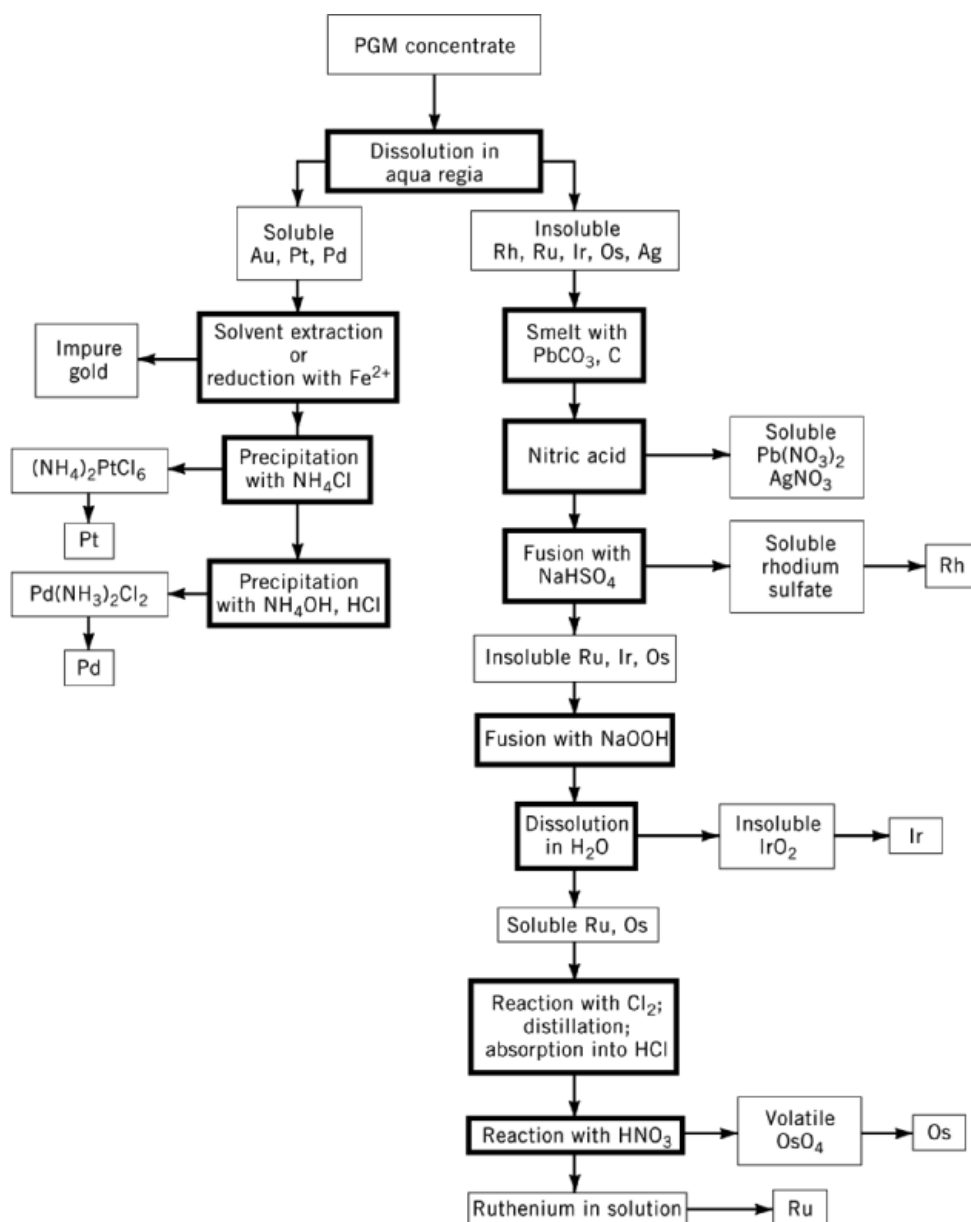 PGM concentrate
Dissolution in
aqua regia
Soluble
Au, Pt, Pd
Insoluble
Rh, Ru, Ir, Os, Ag
Impure
gold
Solvent extraction
or
reduction with Fe²⁺
Smelt with
PbCO₃, C
(NH₄)₂PtCl₆
Precipitation
with NH₄Cl
Nitric acid
Soluble
Pb(NO₃)₂
AgNO₃
Pt
Pd(NH₃)₂Cl₂
Precipitation
with NH₄OH, HCl
Fusion with
NaHSO₄
Soluble
rhodium
sulfate
Rh
Pd
Insoluble Ru, Ir, Os
Fusion with NaOOH
Dissolution
in H₂O
Insoluble
IrO₂
Ir
Soluble Ru, Os
Reaction with Cl₂;
distillation;
absorption into HCl
Reaction with HNO₃
Volatile
OsO₄
Os
Ruthenium in solution
Ru